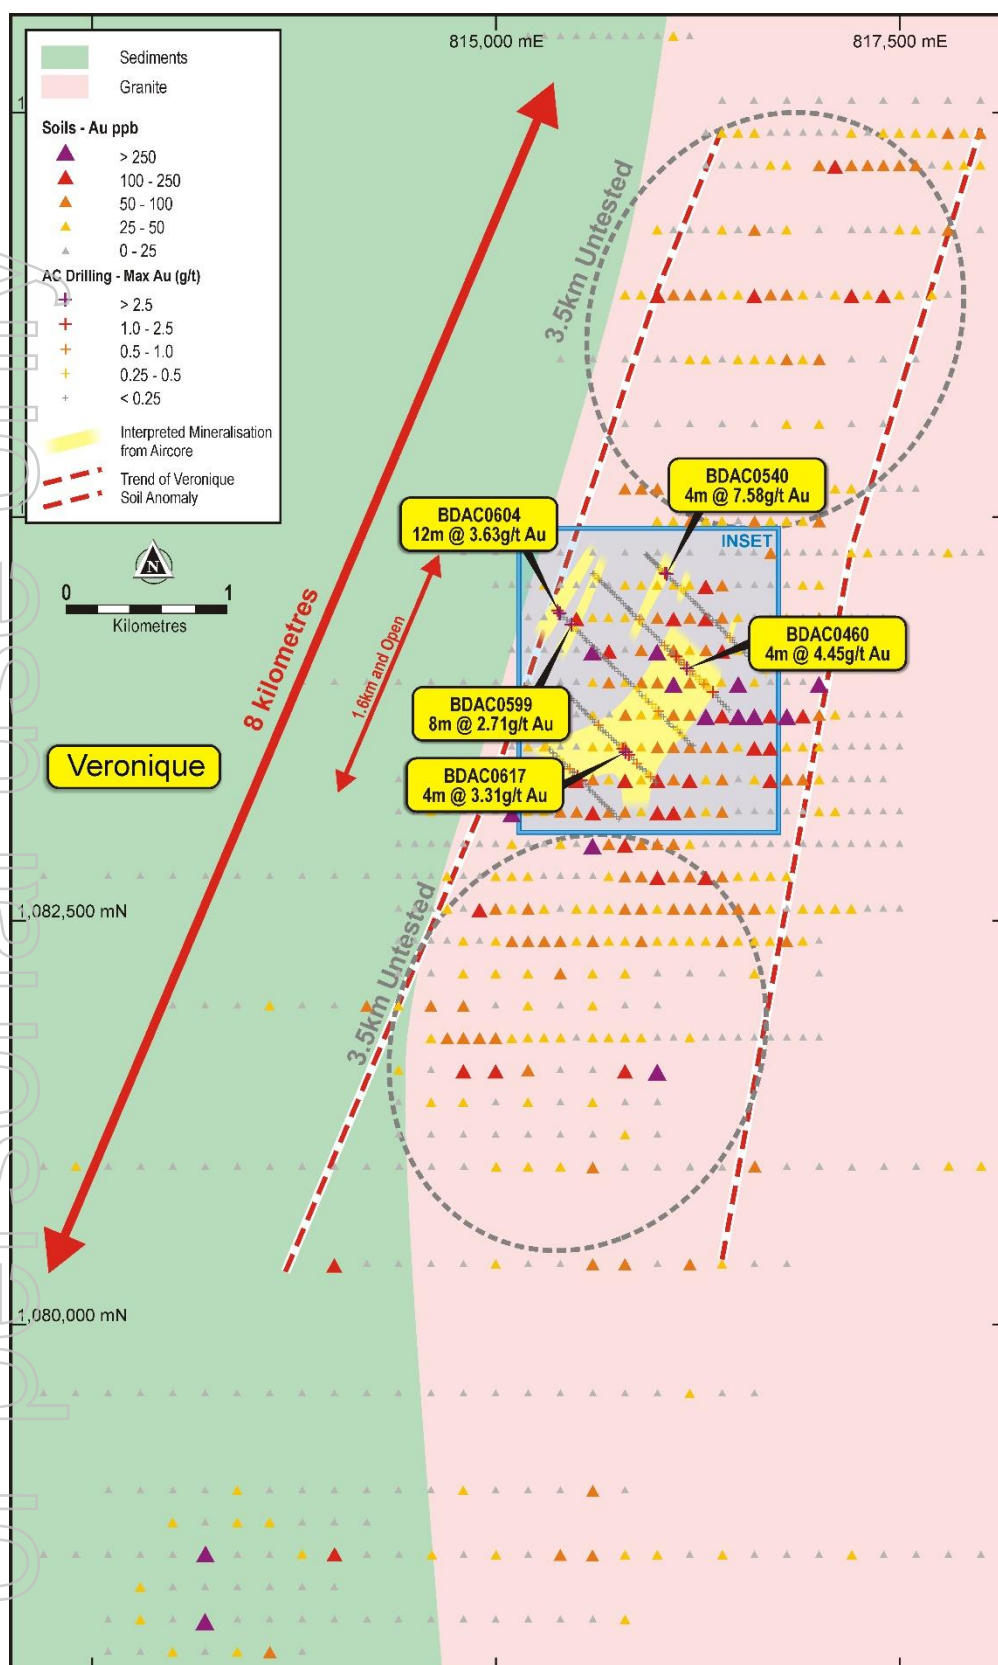 815,000 mE
817,500 mE
Sediments
Granite
Soils - Au ppb
> 250
100 - 250
50 - 100
25 - 50
0 - 25
AC Drilling - Max Au (g/t)
> 2.5
1.0 - 2.5
0.5 - 1.0
0.25 - 0.5
< 0.25
Interpreted Mineralisation
from Aircore
Trend of Veronique
Soil Anomaly
N
0
1
Kilometres
3.5km Untested
BDAC0540
4m @ 7.58g/t Au
BDAC0604
12m @ 3.63g/t Au
INSET
8 kilometres
1.6km and Open
BDAC0460
4m @ 4.45g/t Au
BDAC0599
8m @ 2.71g/t Au
Veronique
BDAC0617
4m @ 3.31g/t Au
1,082,500 mN
3.5km Untested
1,080,000 mN